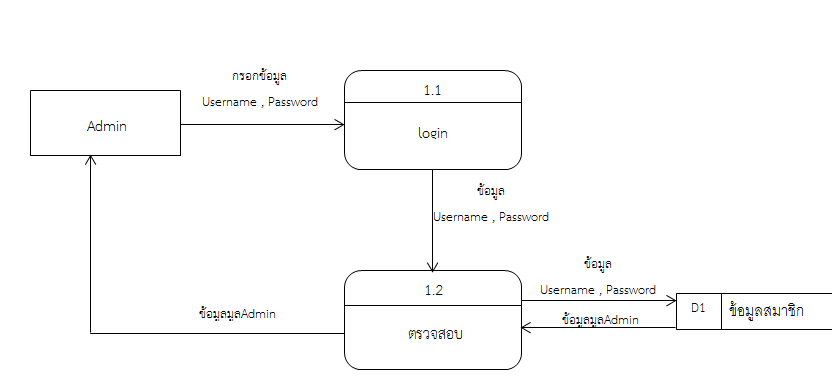 กรอกข้อมูล
Username , Password
1.1
Admin
login
ข้อมูล
Username , Password
ข้อมูล
1.2
Username , Password
D1
ข้อมูลสมาชิก
ข้อมูลมูลAdmin
ข้อมูลมูลAdmin
ตรวจสอบ